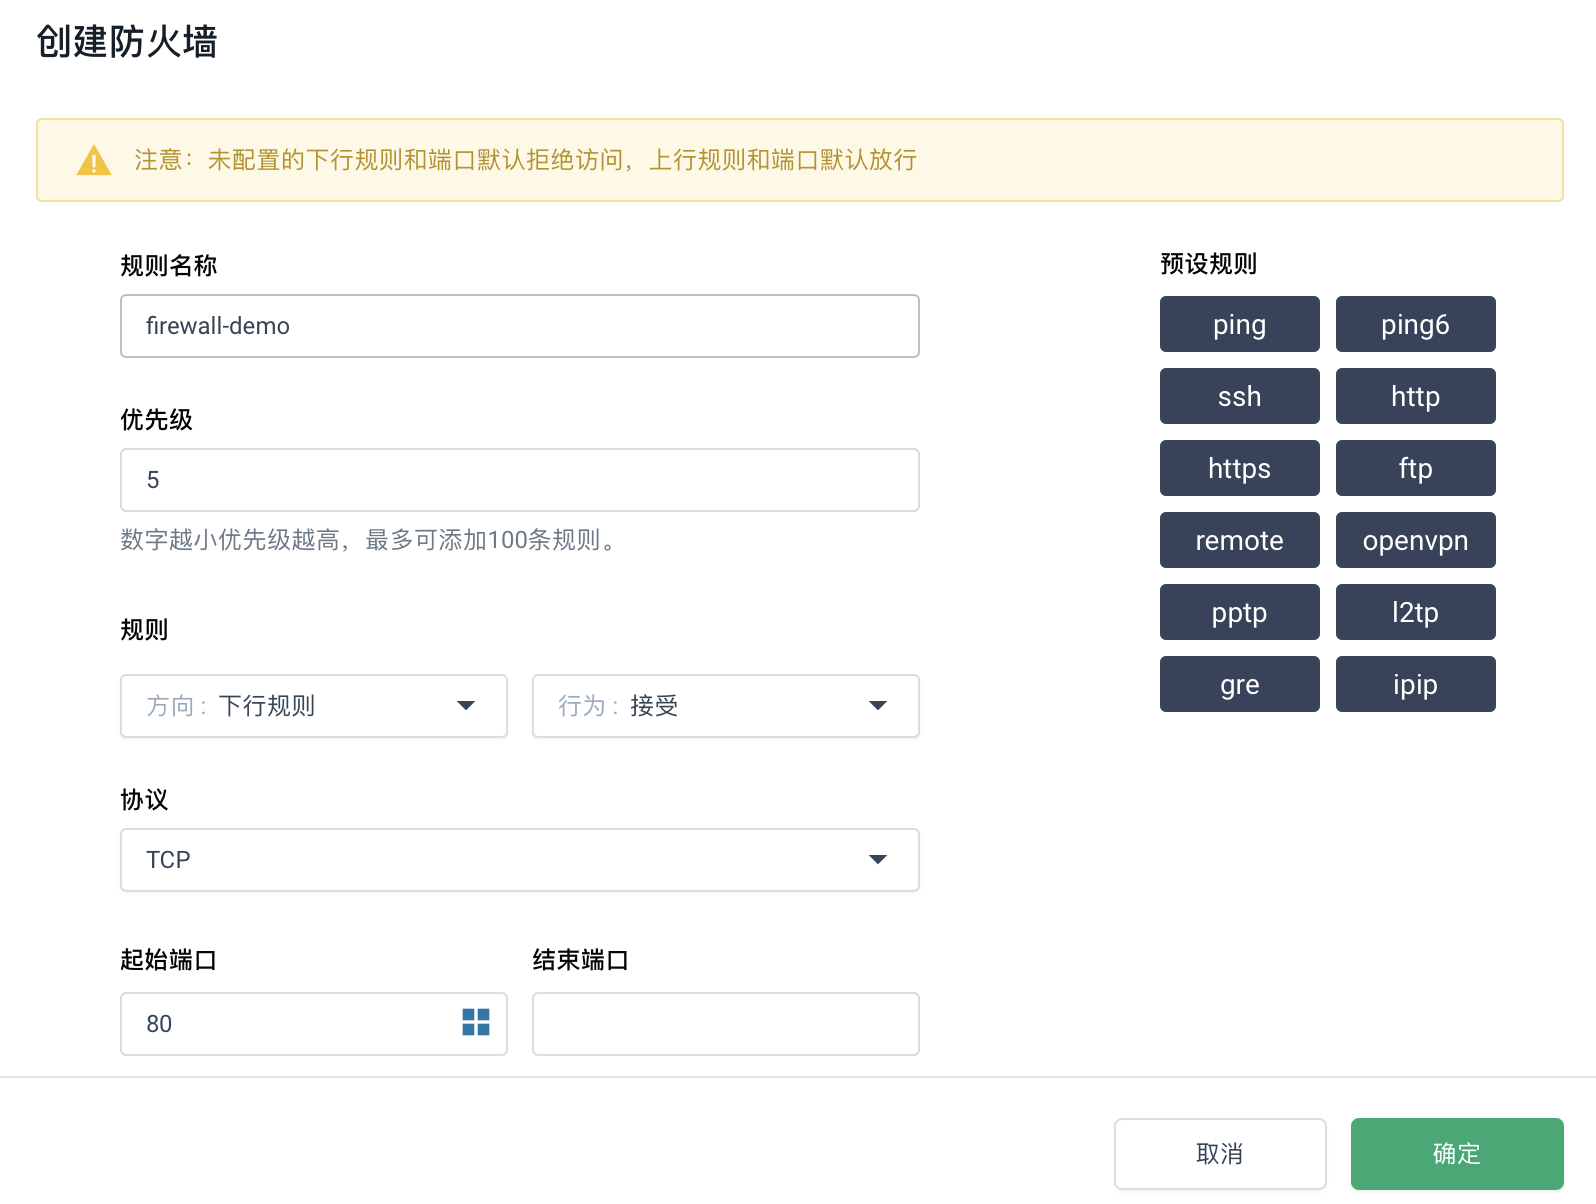 创建防火墙
注意：未配置的下行规则和端口默认拒绝访问，上行规则和端口默认放行
规则名称
firewall-demo
优先级
5
数字越小优先级越高，最多可添加100条规则。
规则
方向 : 下行规则
行为 : 接受
协议
TCP
起始端口
结束端口
80
预设规则
ping
ping6
ssh
http
https
ftp
remote
openvpn
pptp
l2tp
gre
ipip
取消
确定